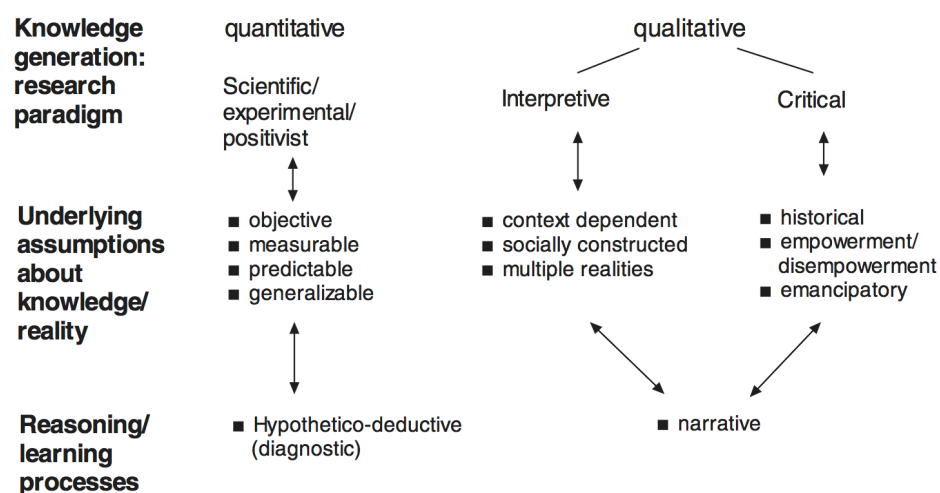 Knowledge
generation:
research
paradigm
quantitative
qualitative
Scientific/
experimental/
positivist
Interpretive
Critical
Underlying
assumptions
about
knowledge/
reality
■ objective
■ measurable
■ predictable
■ generalizable
■ context dependent
■ socially constructed
■ multiple realities
■ historical
■ empowerment/
disempowerment
■ emancipatory
Reasoning/
learning
processes
■ Hypothetico-deductive
(diagnostic)
■ narrative